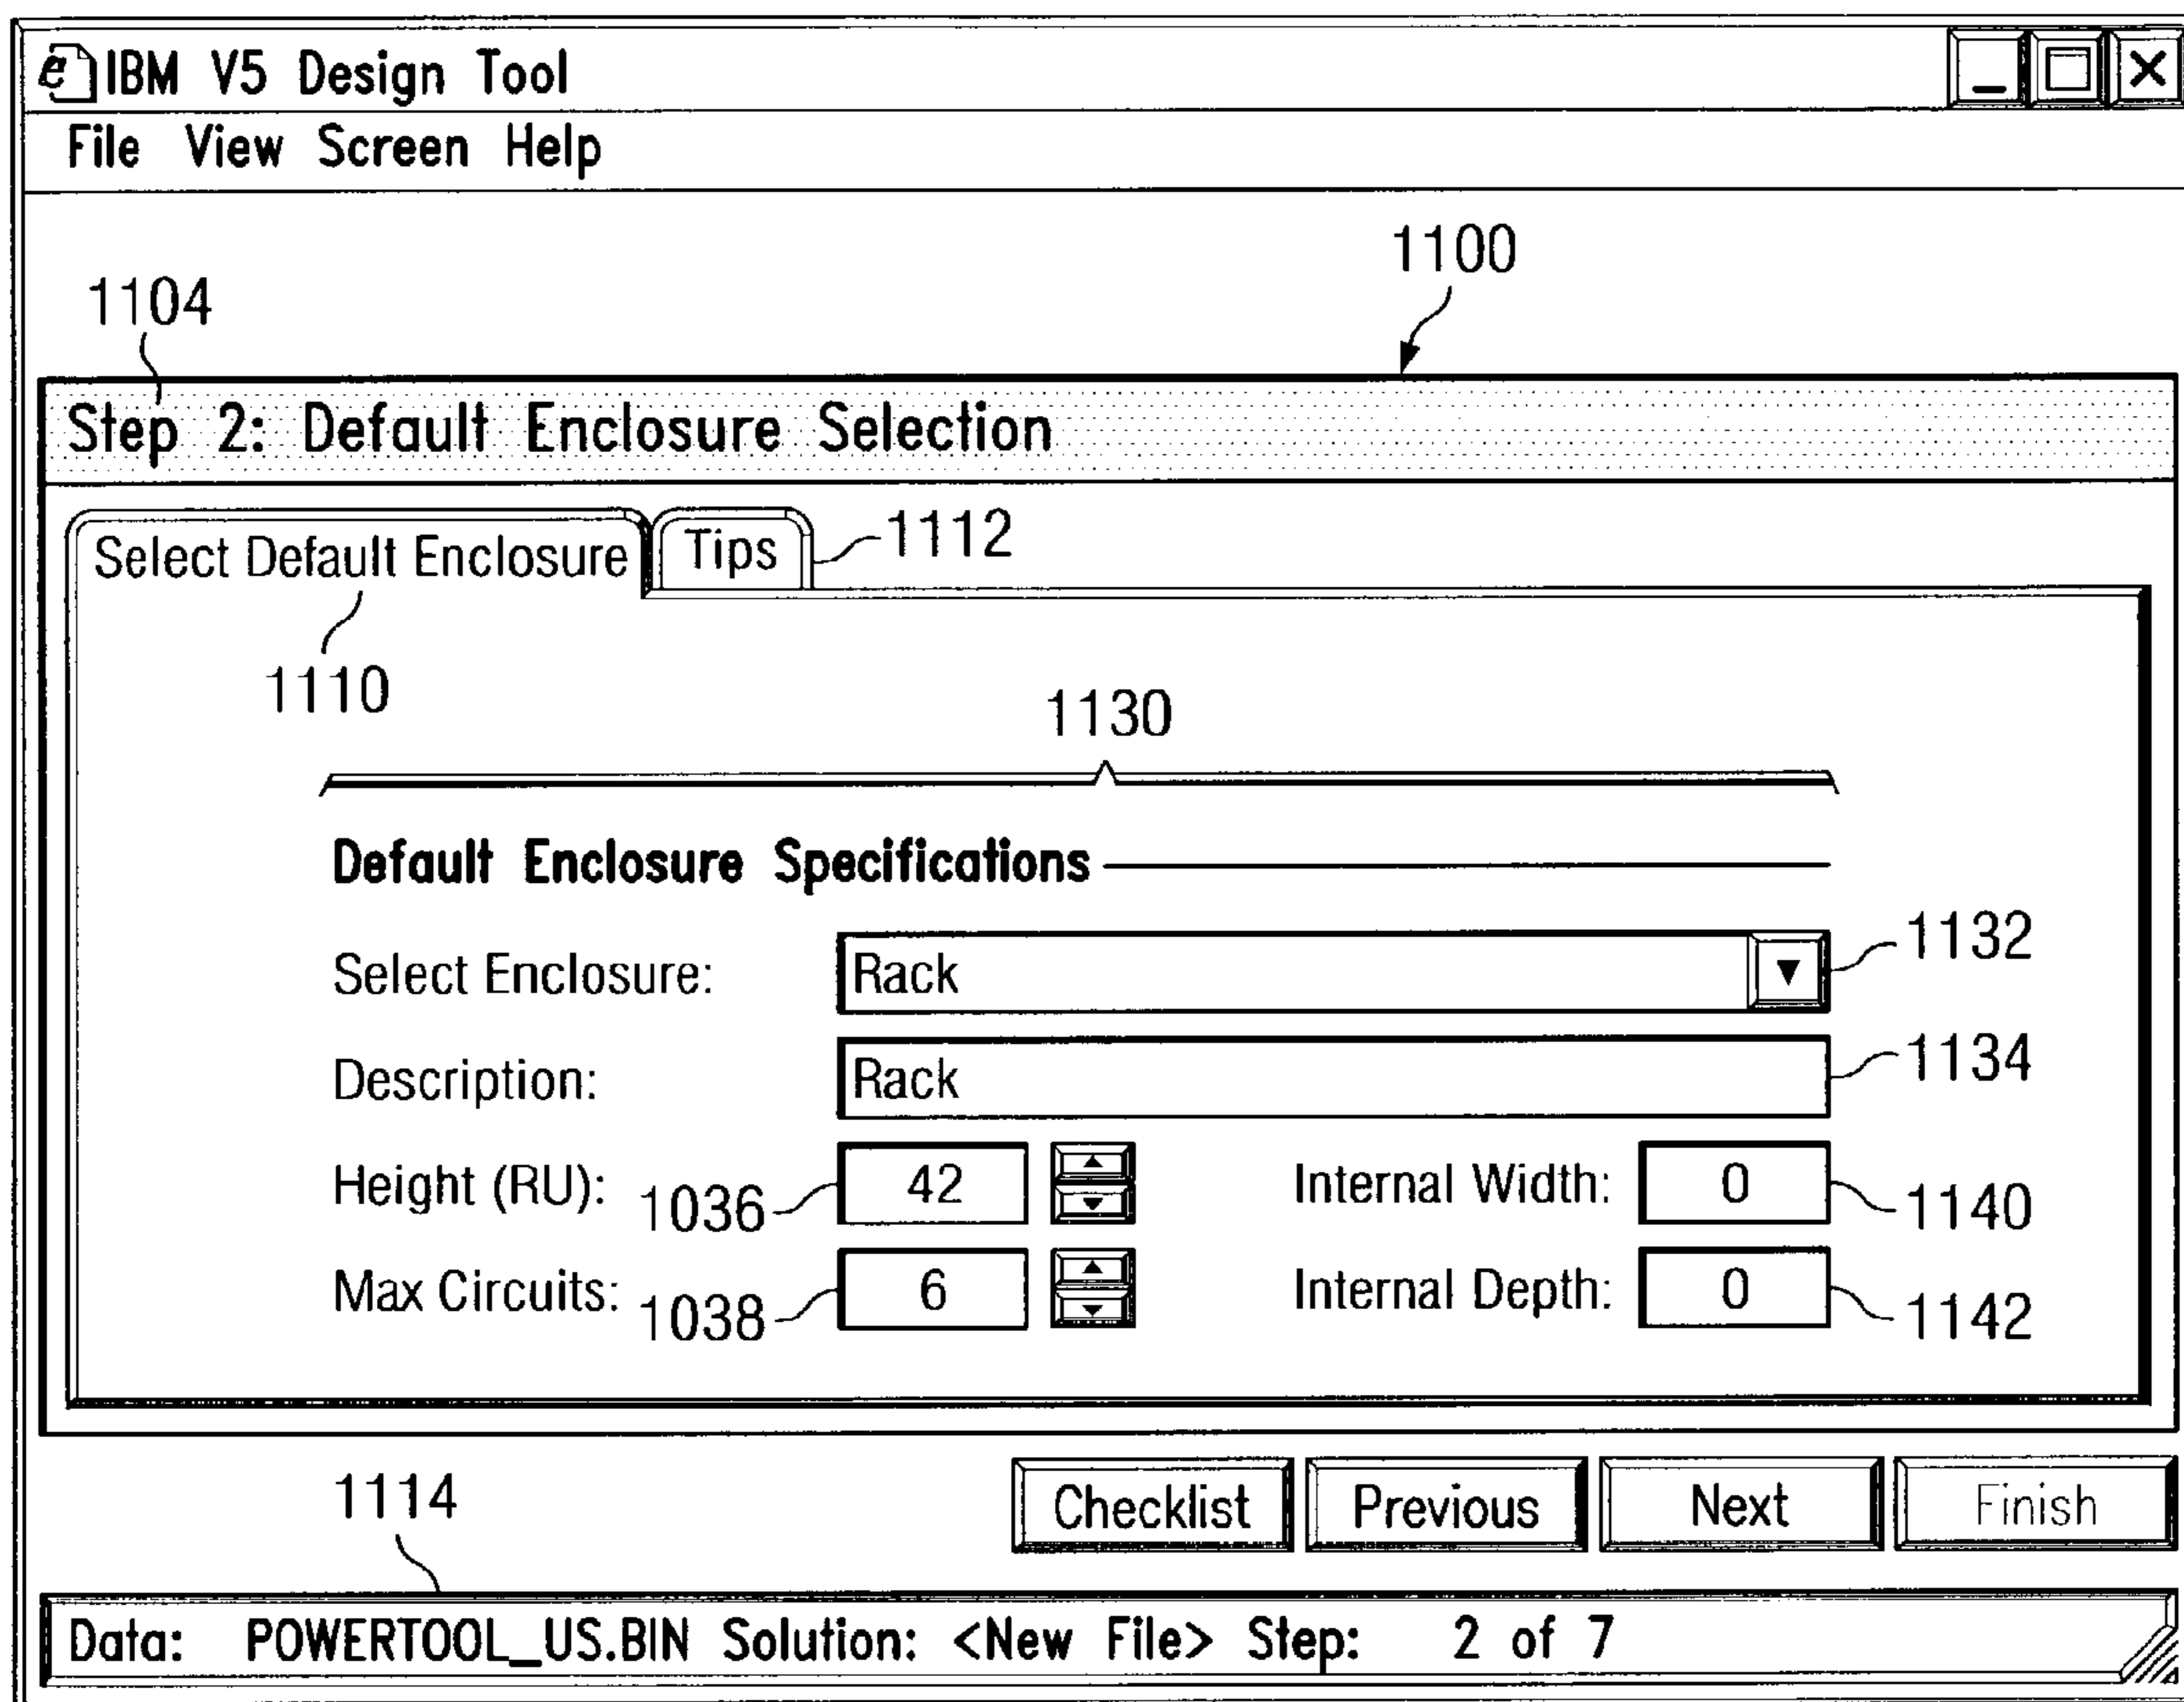 IBM V5 Design Tool
File View Screen Help
1100
1104
Step 2: Default Enclosure Selection
Select Default Enclosure Tips 1112
1110
1130
Default Enclosure Specifications
Select Enclosure: Rack 1132
Description: Rack 1134
Height (RU): 1036 42 Internal Width: 0 1140
Max Circuits: 1038 6 Internal Depth: 0 1142
1114
Checklist Previous Next Finish
Data: POWERTOOL_US.BIN Solution: <New File> Step: 2 of 7